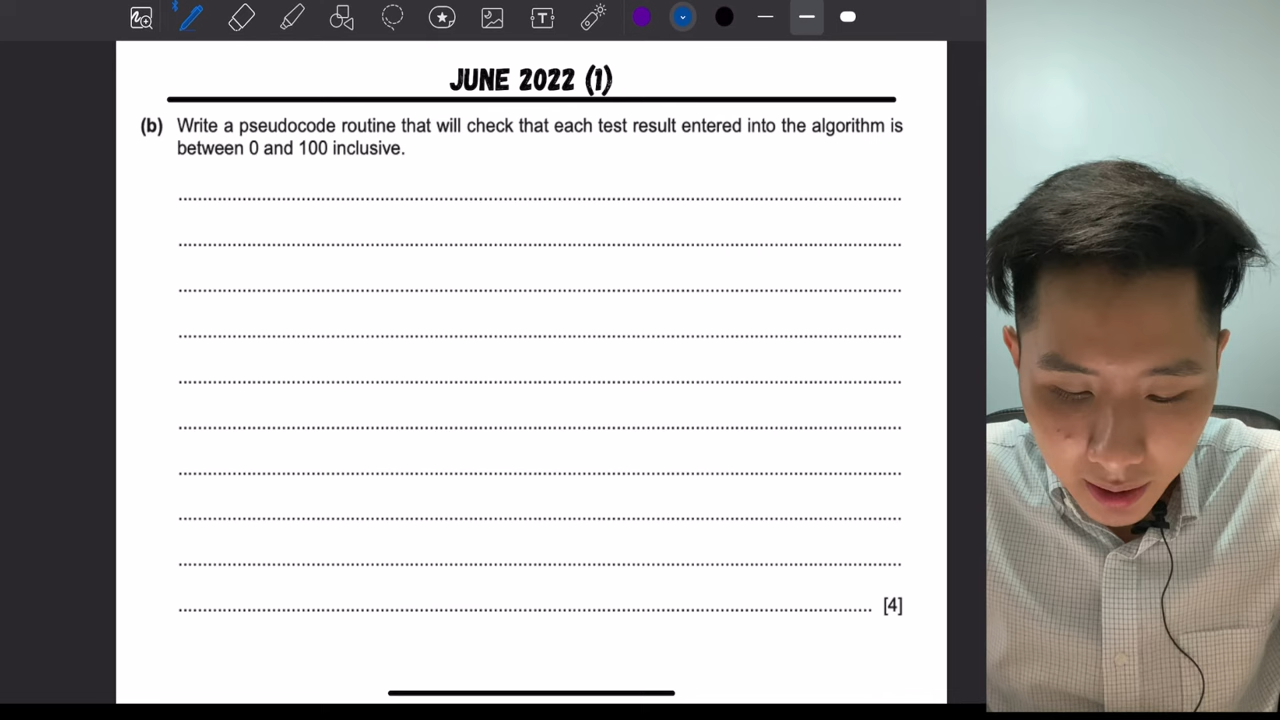 T
JUNE 2022 (1)
(b) Write a pseudocode routine that will check that each test result entered into the algorithm is
between 0 and 100 inclusive.
[4]